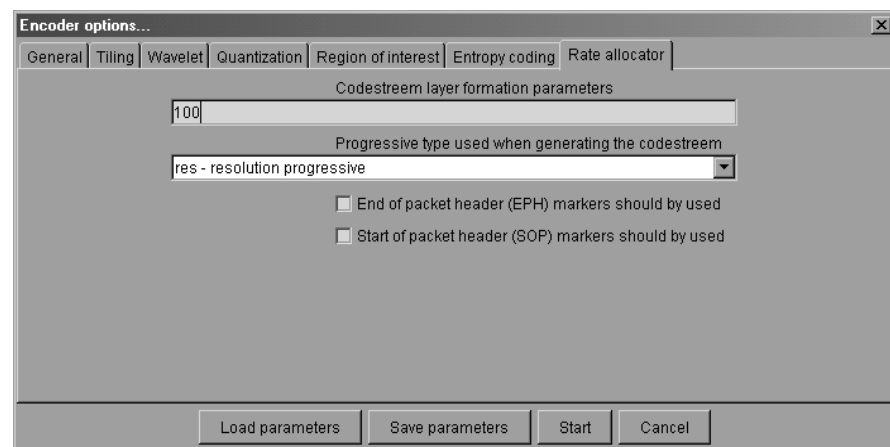 Encoder options...
General Tiling Wavelet Quantization Region of interest Entropy coding Rate allocator
Codestreem layer formation parameters
100
Progressive type used when generating the codestreem
res - resolution progressive
End of packet header (EPH) markers should by used
Start of packet header (SOP) markers should by used
Load parameters Save parameters Start Cancel